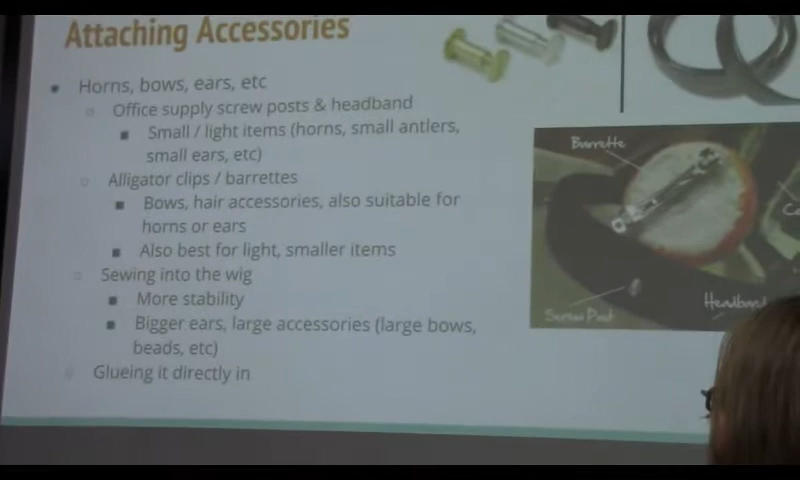 Attaching Accessories
Horns, bows, ears, etc
Office supply screw posts & headband
Small / light items (horns, small antlers,
small ears, etc)
Alligator clips / barrettes
Bows, hair accessories, also suitable for
horns or ears
Also best for light, smaller items
Sewing into the wig
More stability
Bigger ears, large accessories (large bows,
beads, etc)
Glueing it directly in
Barrette
Screw Post
Headband